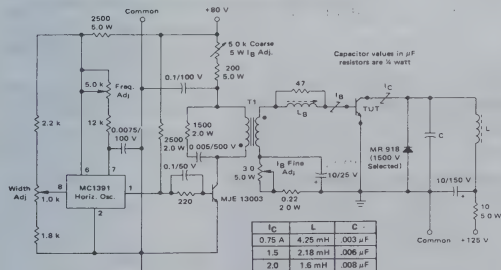 Common
+80 V
2500
5.0 W
5.0 k Coarse
5 W IB Adj.
200
5.0 W
0.1/100 V
Capacitor values in μF
resistors are ¼ watt
5.0 k
Freq.
Adj
2.2 k
12 k
0.0075/
100 V
2500
2.0 W
1500
2.0 W
0.005/500 V
T1
47
LB
IB
TUT
IC
MR 918
(1500 V
Selected)
C
L
6
7
8
MC1391
Horiz. Osc.
1
2
Width
Adj
1.0 k
1.8 k
0.1/50 V
220
MJE 13003
3 0
5.0 W
IB Fine
Adj
10/25 V
0.22
2 0 W
10/150 V
10
5 0 W
Common
+125 V
IC L C
0.75 A 4.25 mH .003 μF
1.5 2.18 mH .006 μF
2.0 1.6 mH .008 μF